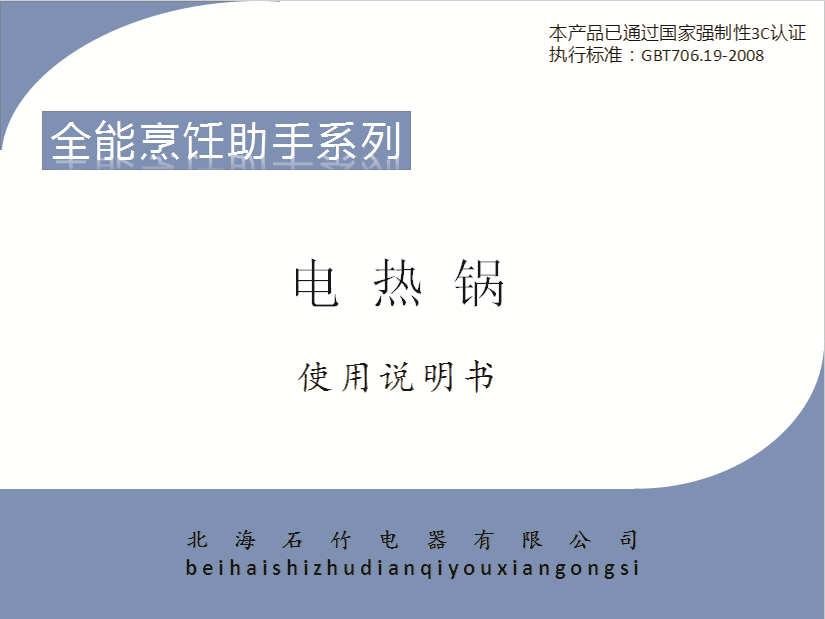 本产品已通过国家强制性3C认证
执行标准：GBT706.19-2008
全能烹饪助手系列
电热锅
使用说明书
北海石竹电器有限公司
beihaishizhudianqiyouxiangongsi